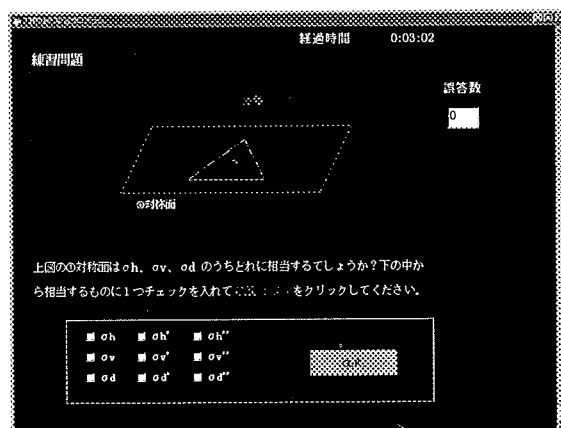 経過時間 0:03:02
練習問題
誤答数
0
①対称面
上図の①対称面はσh、σv、σd のうちどれに相当するでしょうか?下の中か
ら相当するものに1つチェックを入れて をクリックしてください。
σh σh' σh''
σv σv' σv''
σd σd' σd''